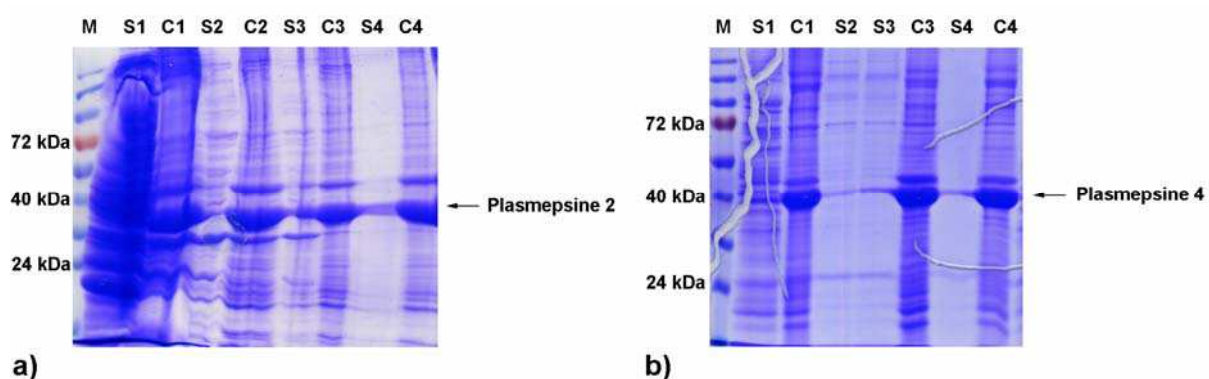 M S1 C1 S2 C2 S3 C3 S4 C4
72 kDa
40 kDa
24 kDa
Plasmepsine 2
a)
M S1 C1 S2 S3 C3 S4 C4
72 kDa
40 kDa
24 kDa
Plasmepsine 4
b)